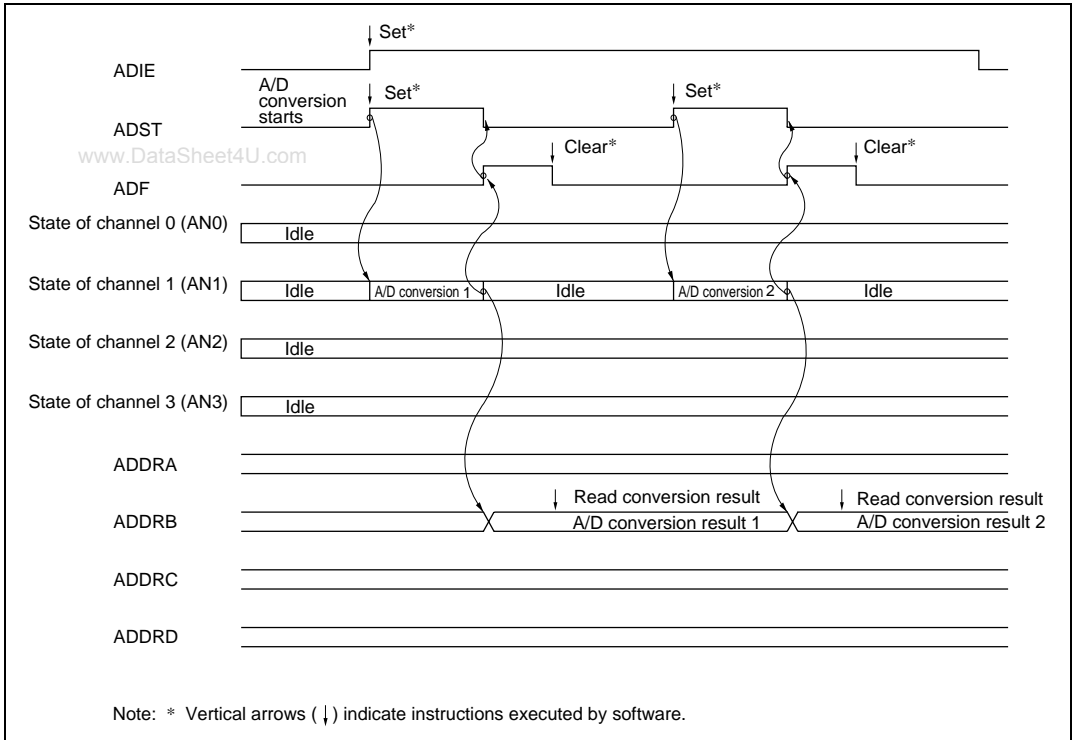 Set*
ADIE
A/D
conversion
starts
Set*
Set*
ADST
www.DataSheet4U.com
Clear*
Clear*
ADF
State of channel 0 (AN0)
Idle
State of channel 1 (AN1)
Idle
A/D conversion 1
Idle
A/D conversion 2
Idle
State of channel 2 (AN2)
Idle
State of channel 3 (AN3)
Idle
ADDRA
Read conversion result
Read conversion result
ADDRB
A/D conversion result 1
A/D conversion result 2
ADDRC
ADDRD
Note: * Vertical arrows (↓) indicate instructions executed by software.